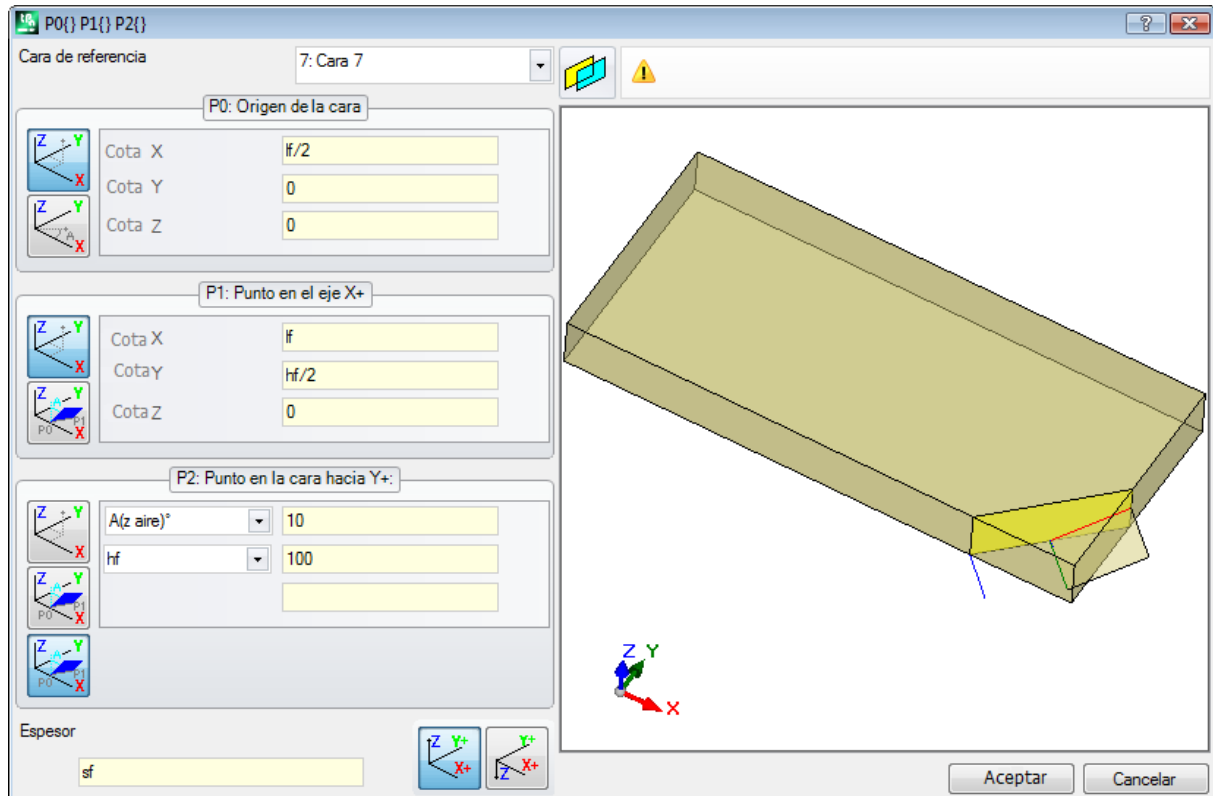 P0{} P1{} P2{}
Cara de referencia
7: Cara 7
P0: Origen de la cara
Cota X
lf/2
Cota Y
0
Cota Z
0
P1: Punto en el eje X+
Cota X
lf
Cota Y
hf/2
Cota Z
0
P2: Punto en la cara hacia Y+:
A(z aire)°
10
hf
100
Espesor
sf
Z Y+ X+
Y+ X+ Z
Z Y X
Aceptar
Cancelar